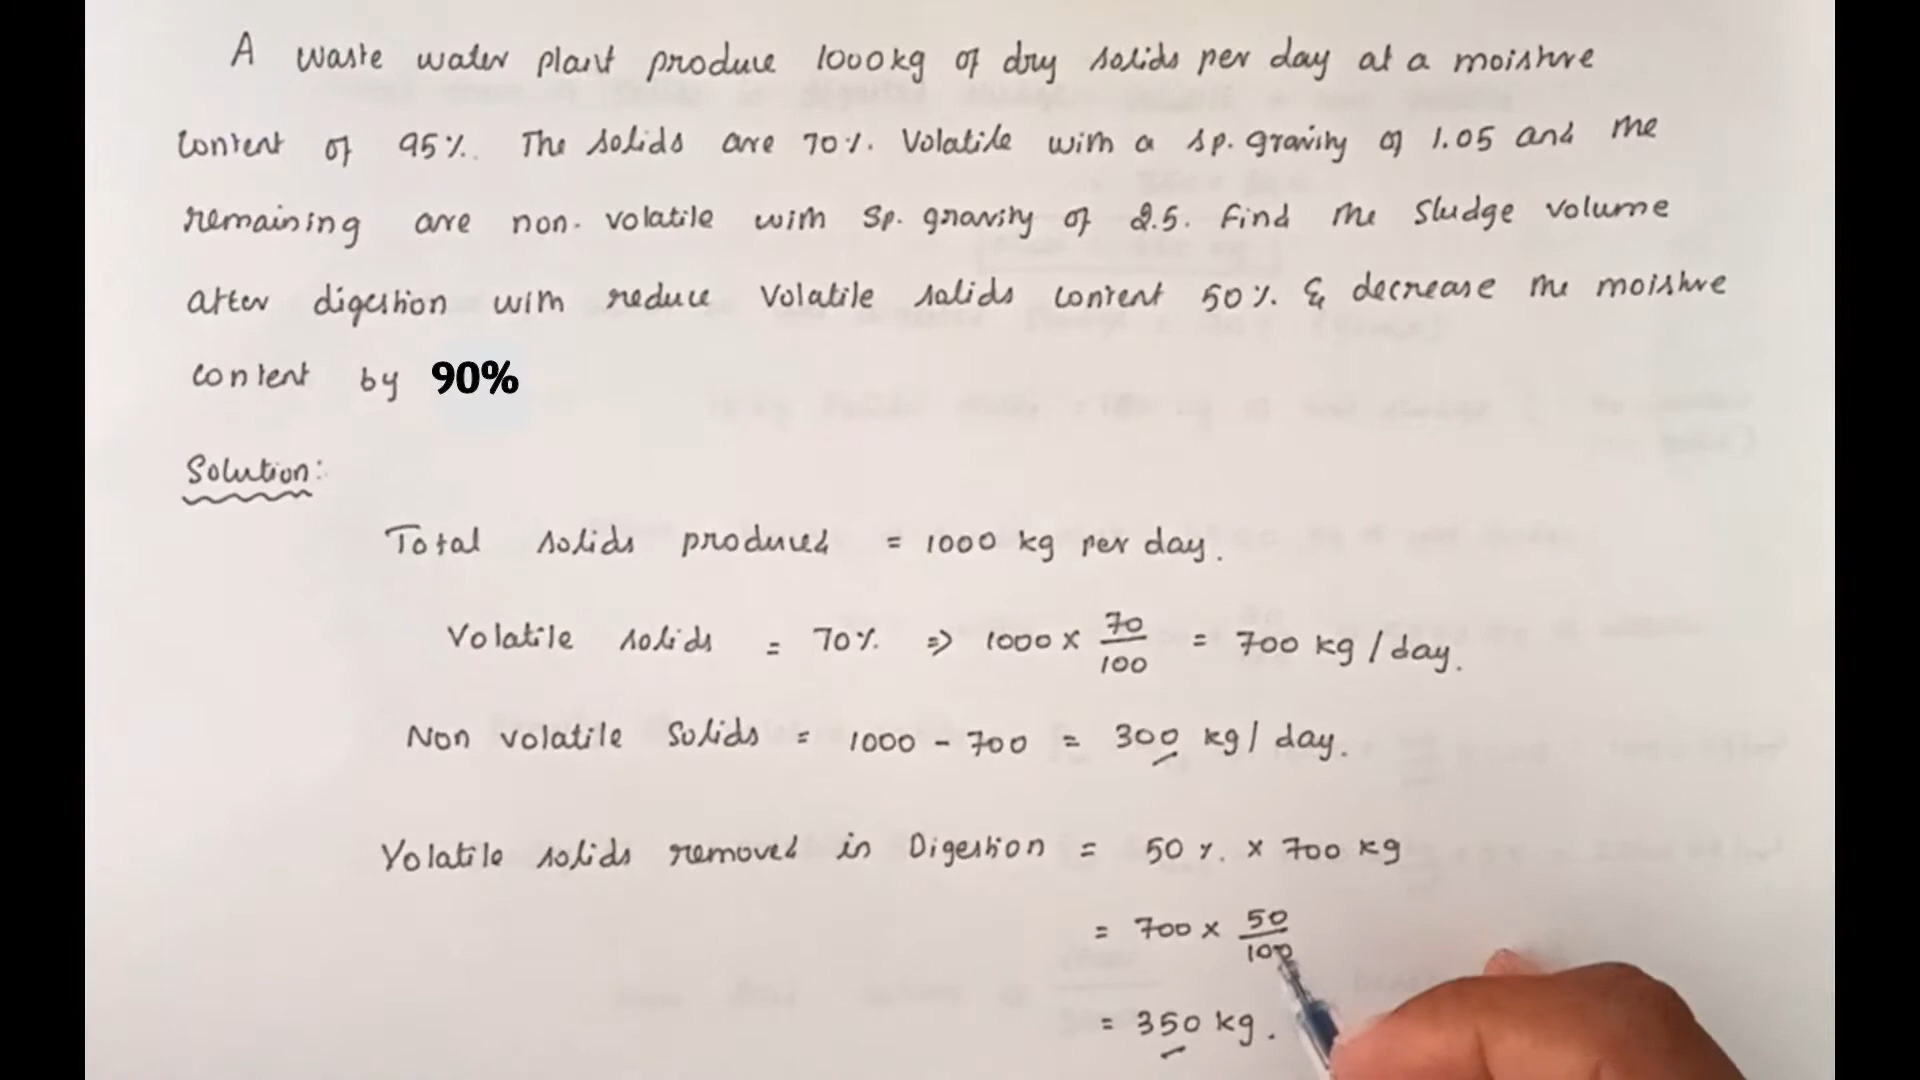 A waste water plant produce 1000kg of dry solids per day at a moisture
content of 95%. The solids are 70%. Volatile with a sp. gravity of 1.05 and the
remaining are non-volatile with Sp. gravity of 2.5. Find the Sludge volume
after digestion with reduce Volatile solids content 50%. & decrease the moisture
content by 90%
Solution:
Total solids produced = 1000 kg per day.
Volatile solids = 70% ⇒ 1000 × 70/100 = 700 kg/day.
Non volatile Solids = 1000 - 700 = 300 kg/day.
Volatile solids removed in Digestion = 50%. × 700 kg
= 700 × 50/100
= 350 kg.